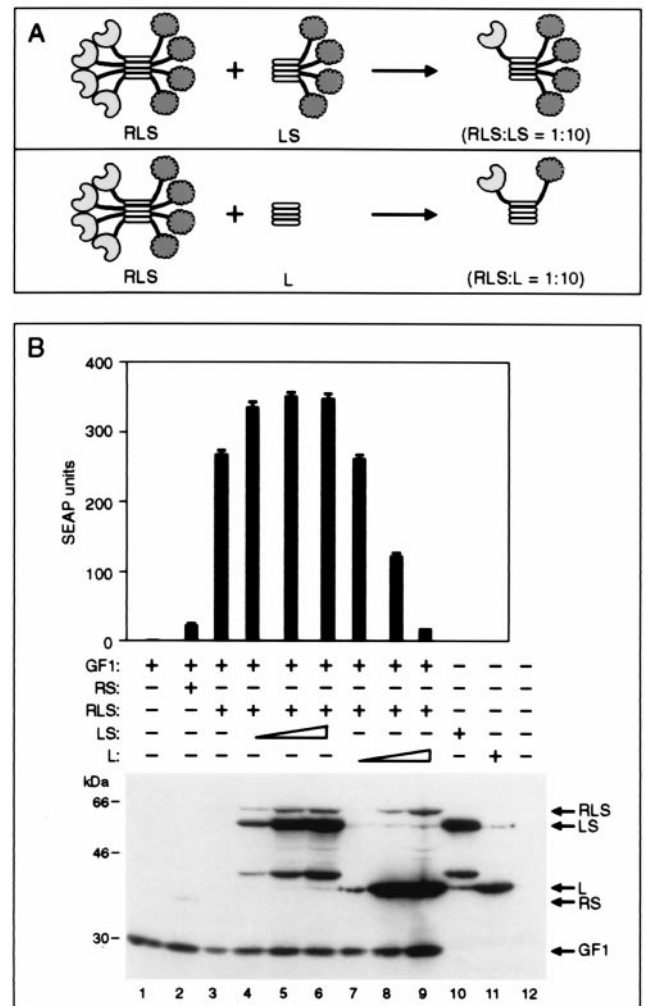 A
RLS + LS (RLS:LS = 1:10)
RLS + L (RLS:L = 1:10)
B
400
300
200
100
0
SEAP units
GF1: + + + + + + + + + − − −
RS: − + − − − − − − − − − −
RLS: − − + + + + + + + − − −
LS: − − − − − − + − −
L: − − − − − − − + −
kDa
66
46
30
RLS
LS
L
RS
GF1
1 2 3 4 5 6 7 8 9 10 11 12